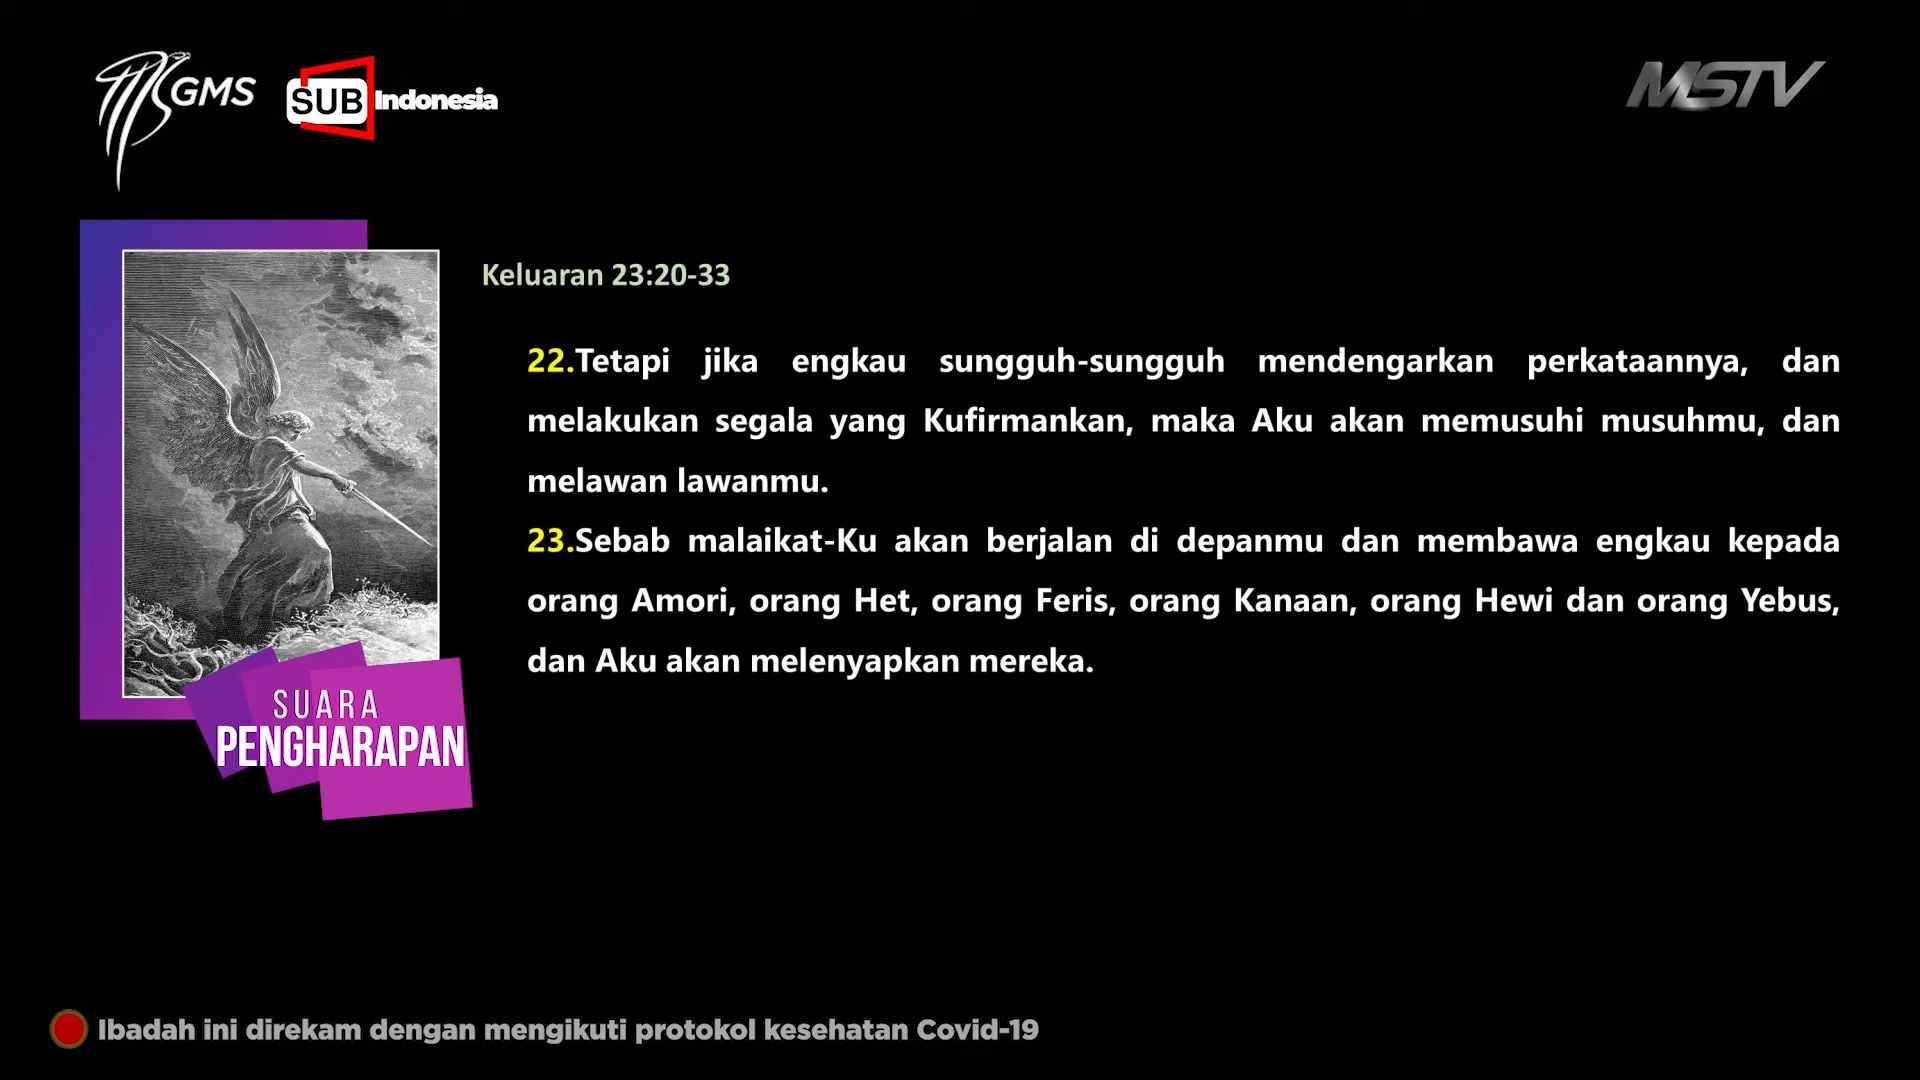 GMS
SUB Indonesia
MSTV
Keluaran 23:20-33
22.Tetapi jika engkau sungguh-sungguh mendengarkan perkataannya, dan
melakukan segala yang Kufirmankan, maka Aku akan memusuhi musuhmu, dan
melawan lawanmu.
23.Sebab malaikat-Ku akan berjalan di depanmu dan membawa engkau kepada
orang Amori, orang Het, orang Feris, orang Kanaan, orang Hewi dan orang Yebus,
dan Aku akan melenyapkan mereka.
SUARA
PENGHARAPAN
Ibadah ini direkam dengan mengikuti protokol kesehatan Covid-19